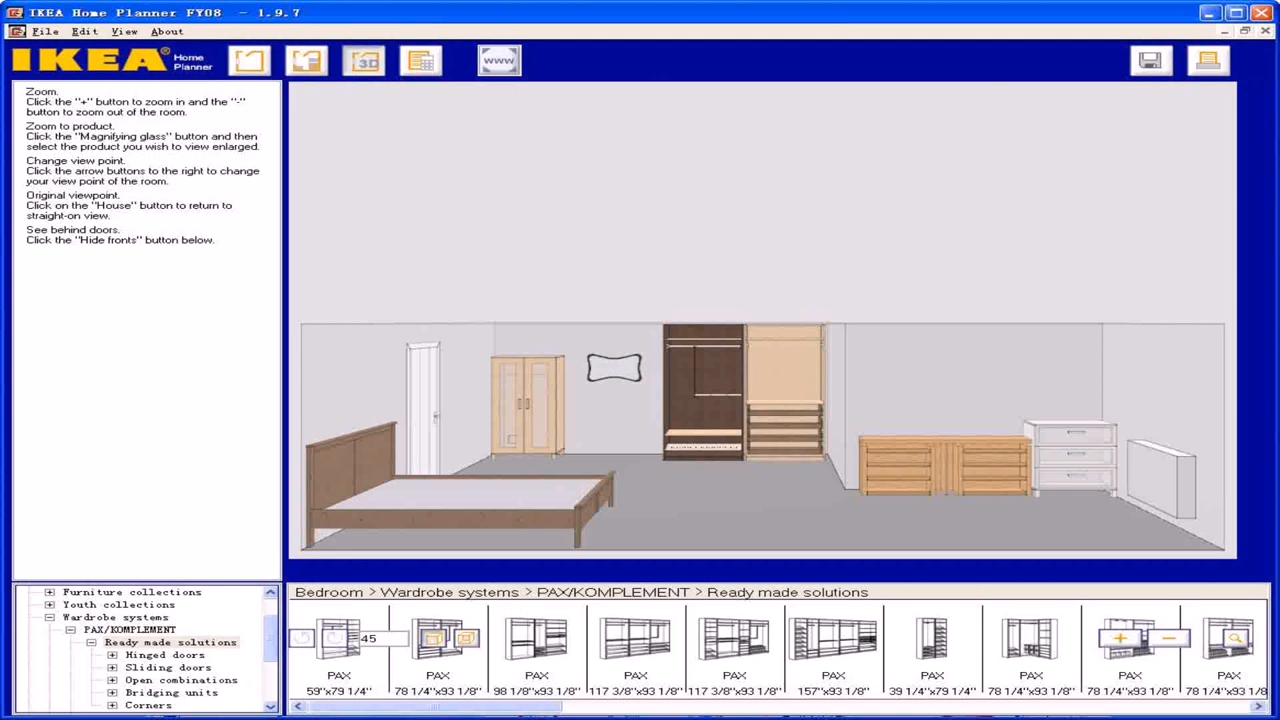 IKEA Home Planner FY08 - 1.9.7
File Edit View About
IKEA® Home Planner
3D
WWW
Zoom.
Click the "+" button to zoom in and the "-"
button to zoom out of the room.
Zoom to product.
Click the "Magnifying glass" button and then
select the product you wish to view enlarged.
Change view point.
Click the arrow buttons to the right to change
your view point of the room.
Original viewpoint.
Click on the "House" button to return to
straight-on view.
See behind doors.
Click the "Hide fronts" button below.
Furniture collections
Youth collections
Wardrobe systems
PAX/KOMPLEMENT
Ready made solutions
Hinged doors
Sliding doors
Open combinations
Bridging units
Corners
Bedroom > Wardrobe systems > PAX/KOMPLEMENT > Ready made solutions
45
PAX PAX PAX PAX PAX PAX PAX PAX PAX PAX
59"x79 1/4" 78 1/4"x93 1/8" 98 1/8"x93 1/8" 117 3/8"x93 1/8" 117 3/8"x93 1/8" 157"x93 1/8" 39 1/4"x79 1/4" 78 1/4"x93 1/8" 78 1/4"x93 1/8" 78 1/4"x93 1/8